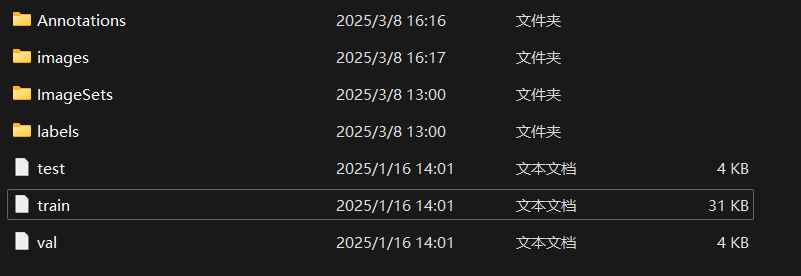 Annotations 2025/3/8 16:16 文件夹
images 2025/3/8 16:17 文件夹
ImageSets 2025/3/8 13:00 文件夹
labels 2025/3/8 13:00 文件夹
test 2025/1/16 14:01 文本文档 4 KB
train 2025/1/16 14:01 文本文档 31 KB
val 2025/1/16 14:01 文本文档 4 KB